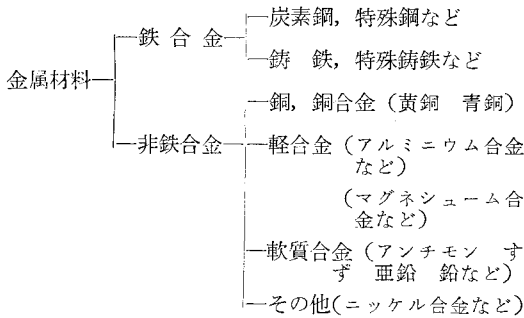 炭素鋼，特殊鋼など
鉄合金
鋳　鉄，特殊鋳鉄など
金属材料
銅，銅合金（黄銅　青銅）
非鉄合金
軽合金（アルミニウム合金
など）
（マグネシューム合
金など）
軟質合金（アンチモン　す
ず　亜鉛　鉛など）
その他（ニッケル合金など）